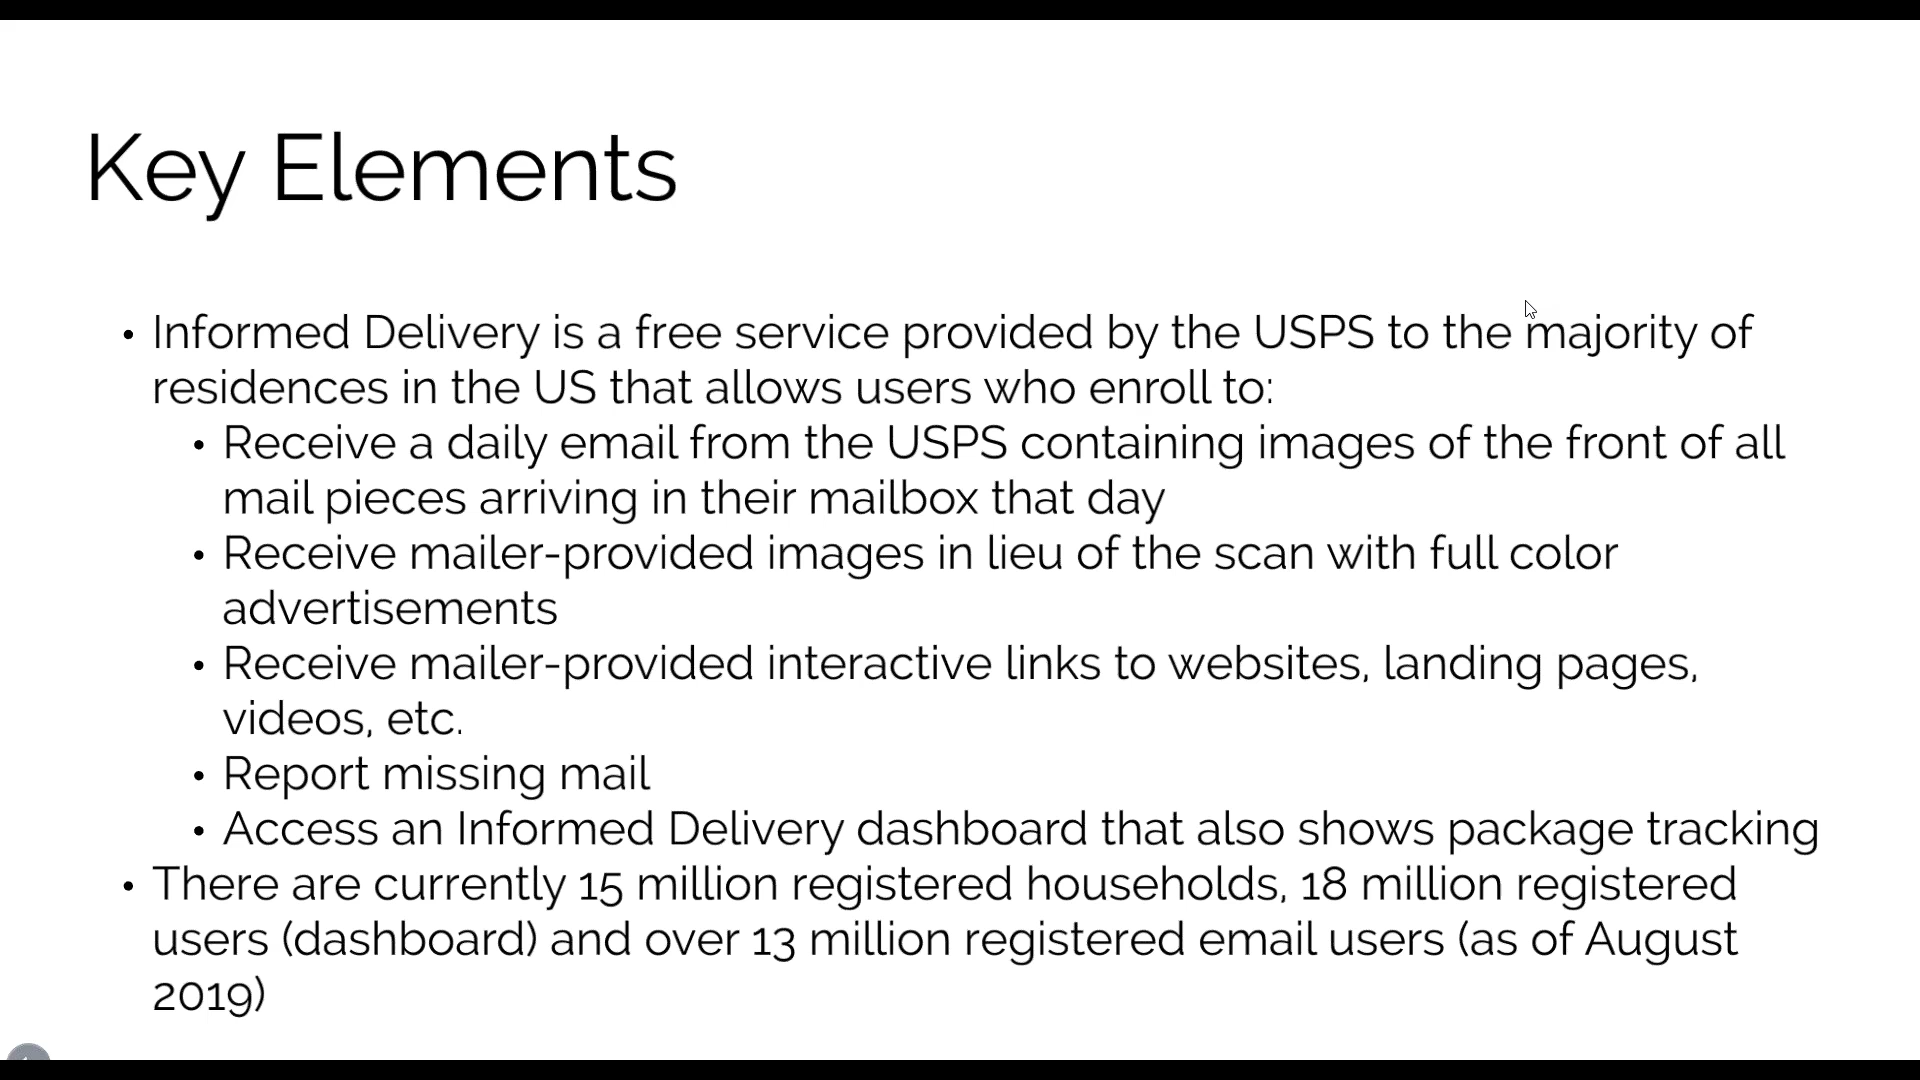 Key Elements
• Informed Delivery is a free service provided by the USPS to the majority of
residences in the US that allows users who enroll to:
• Receive a daily email from the USPS containing images of the front of all
mail pieces arriving in their mailbox that day
• Receive mailer-provided images in lieu of the scan with full color
advertisements
• Receive mailer-provided interactive links to websites, landing pages,
videos, etc.
• Report missing mail
• Access an Informed Delivery dashboard that also shows package tracking
• There are currently 15 million registered households, 18 million registered
users (dashboard) and over 13 million registered email users (as of August
2019)